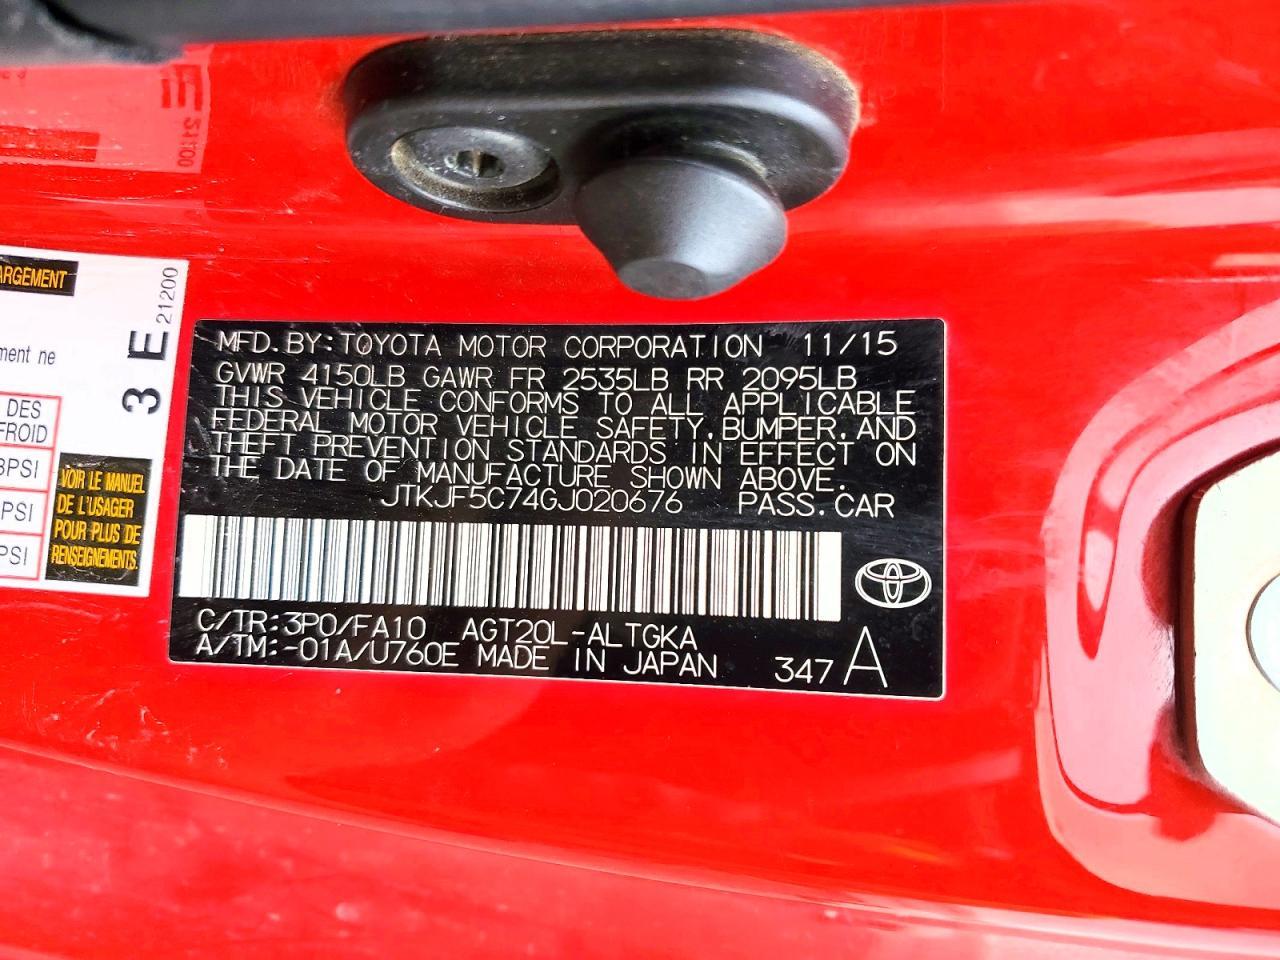 MFD.BY:TOYOTA MOTOR CORPORATION 11/15
GVWR 4150LB GAWR FR 2535LB RR 2095LB
THIS VEHICLE CONFORMS TO ALL APPLICABLE
FEDERAL MOTOR VEHICLE SAFETY,BUMPER,AND
THEFT PREVENTION STANDARDS IN EFFECT ON
THE DATE OF MANUFACTURE SHOWN ABOVE.
JTKJF5C74GJ020676 PASS.CAR
C/TR:3P0/FA10 AGT20L-ALTGKA
A/TM:-01A/U760E MADE IN JAPAN
347 A
ARGEMENT
ment ne
DES
FROID
PSI
PSI
PSI
VOIR LE MANUEL
DE L'USAGER
POUR PLUS DE
RENSEIGNEMENTS.
3 E
21200